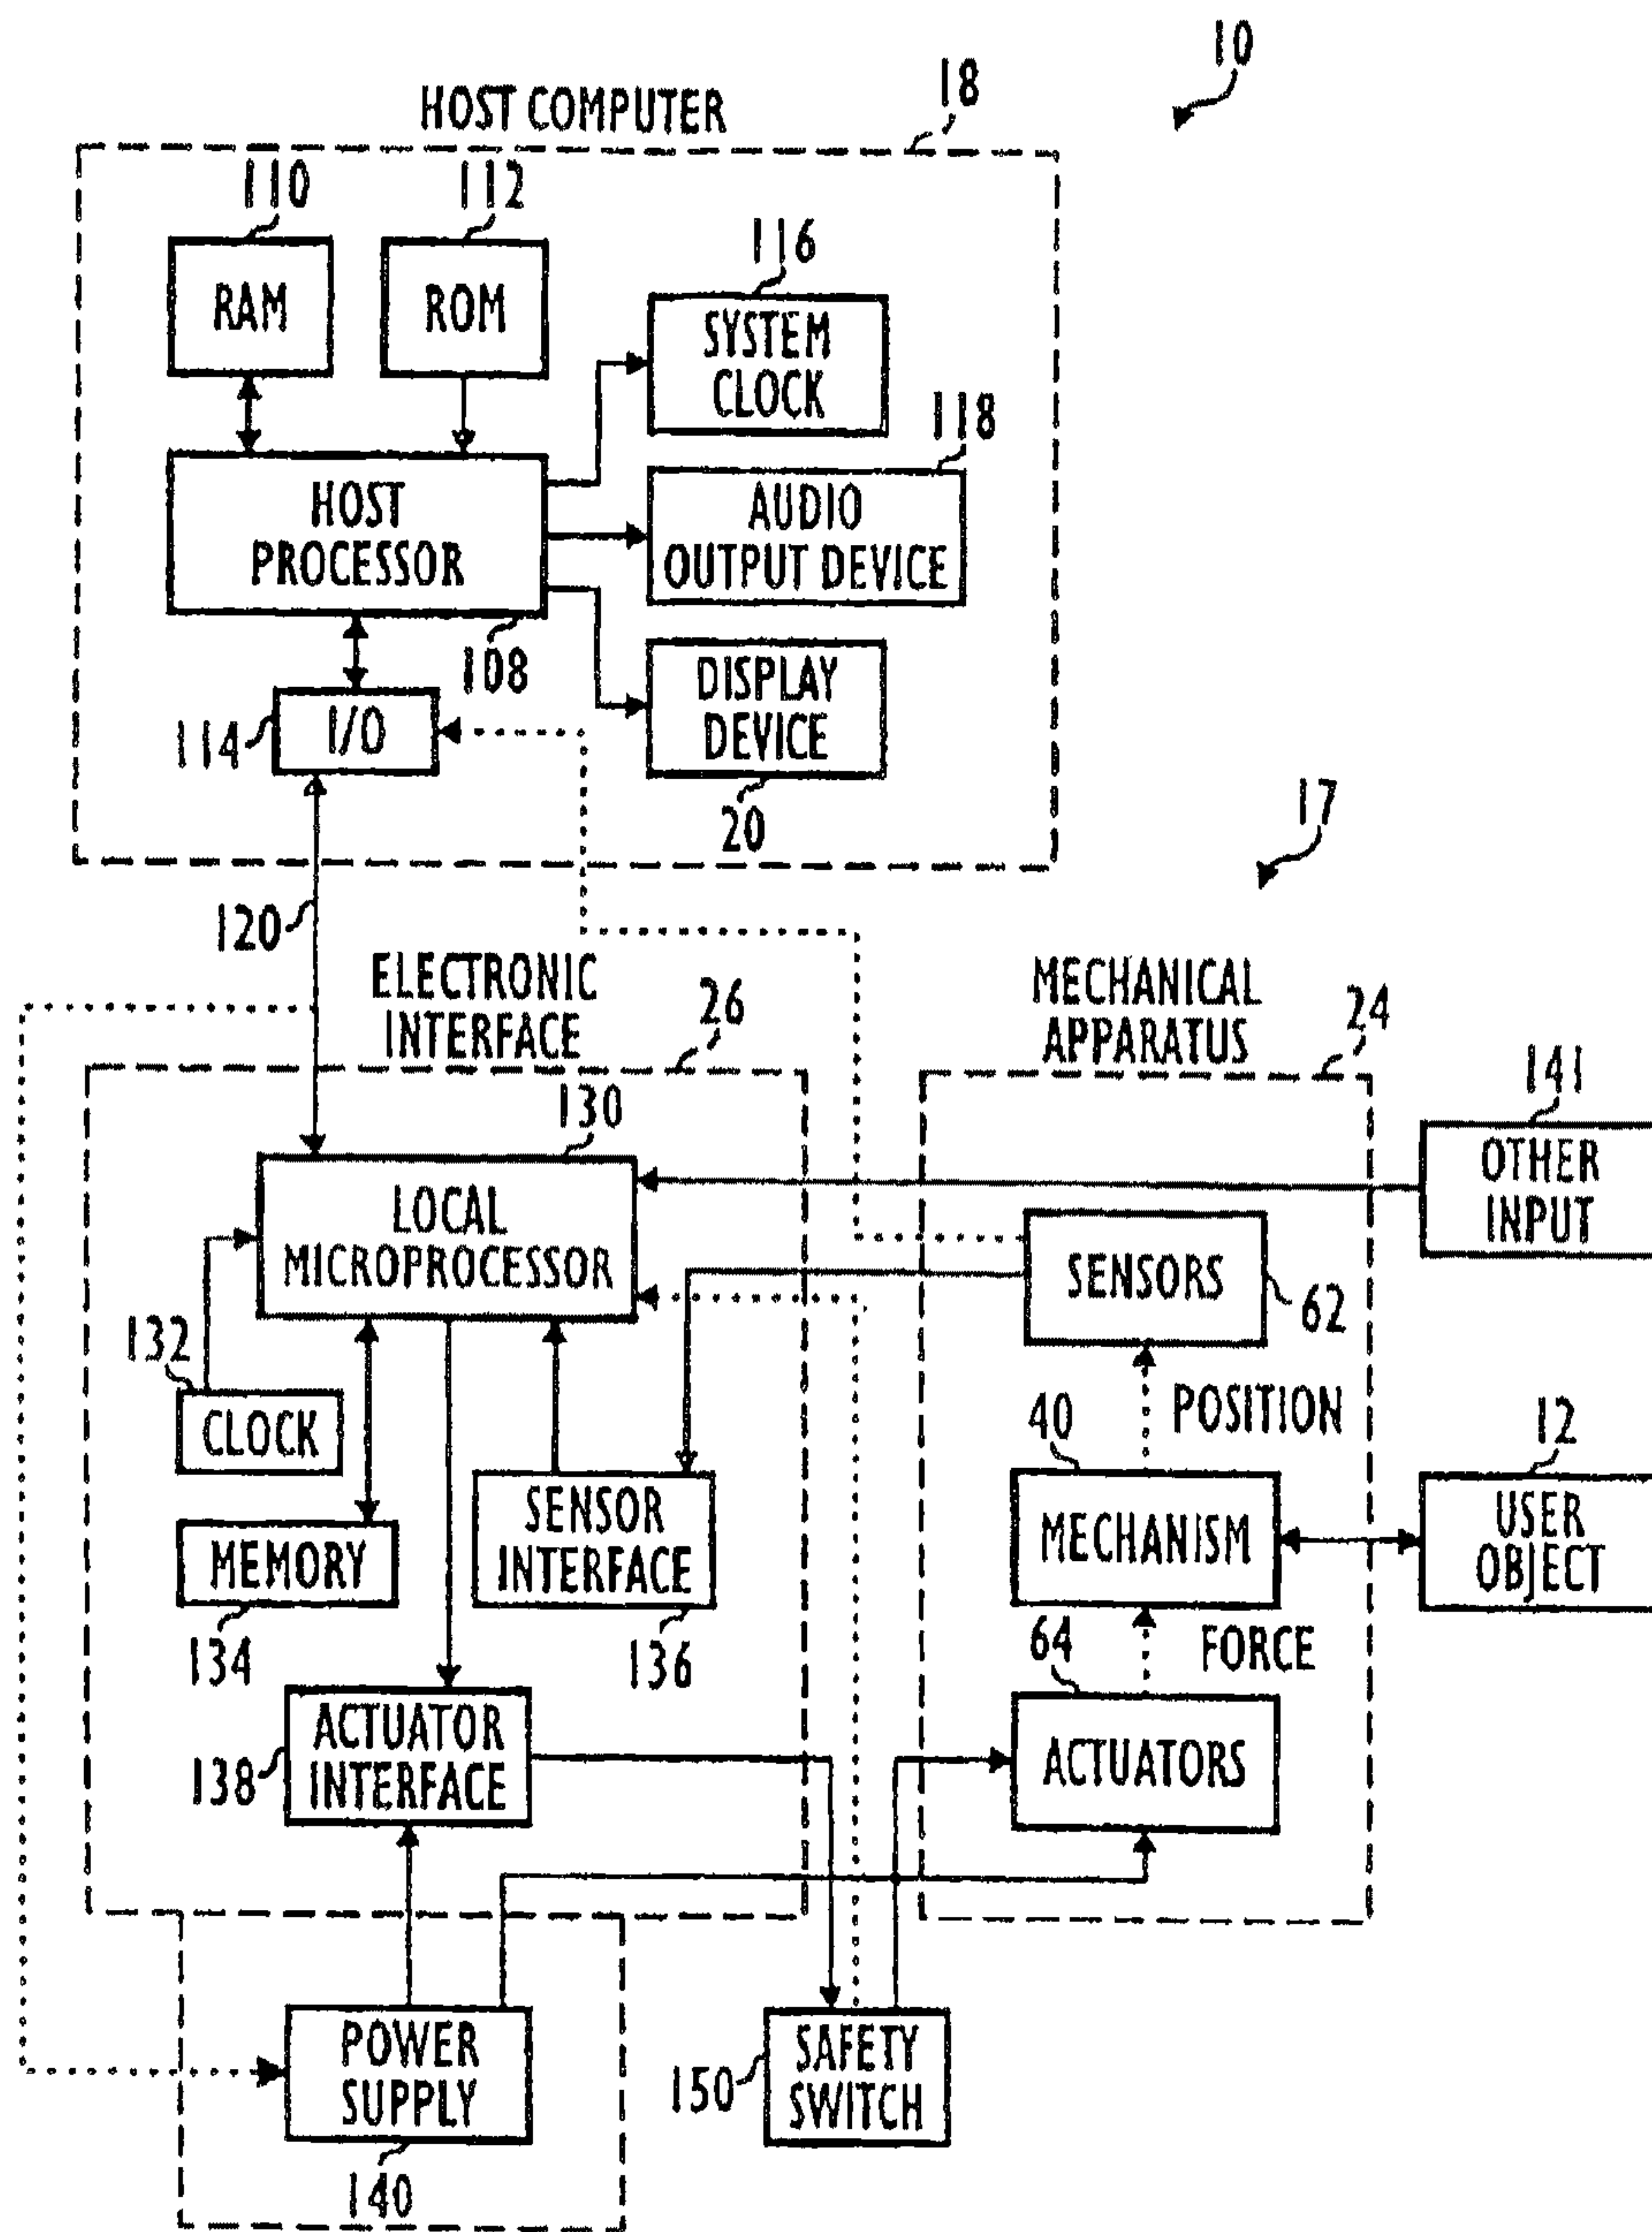 10
HOST COMPUTER
18
110
112
RAM
ROM
116
SYSTEM
CLOCK
118
HOST
PROCESSOR
AUDIO
OUTPUT DEVICE
108
DISPLAY
DEVICE
114
I/O
20
17
120
ELECTRONIC
INTERFACE
26
MECHANICAL
APPARATUS
24
141
130
OTHER
INPUT
LOCAL
MICROPROCESSOR
SENSORS
62
132
CLOCK
POSITION
40
12
SENSOR
INTERFACE
MECHANISM
USER
OBJECT
MEMORY
134
136
64
FORCE
ACTUATOR
INTERFACE
138
ACTUATORS
POWER
SUPPLY
SAFETY
SWITCH
150
140